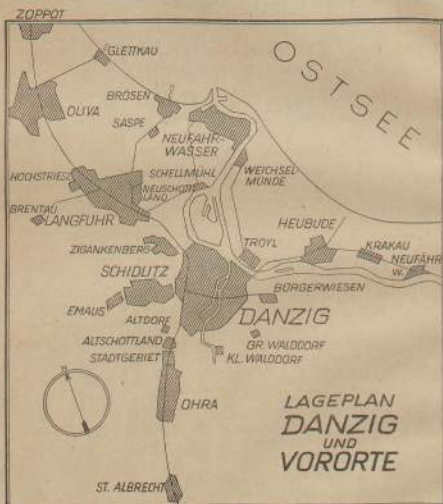 ZOPPOT
GLETTKAU
OSTSEE
BRÖSEN
OLIVA
SASPE
NEUFAHR-
WASSER
HOCHSTRIESZ
SCHELLMÜHL
WEICHSEL
MÜNDE
NEUSCHOTT
LAND
BRENTAU
LANGFUHR
HEUBUDE
ZIGANKENBERG
TROYL
KRAKAU
NEUFÄHR
W.
SCHIDLITZ
BÜRGERWIESEN
EMAUS
ALTDORF
DANZIG
ALTSCHOTTLAND
GR. WALDDORF
STADTGEBIET
KL. WALDDORF
OHRA
LAGEPLAN
DANZIG
UND
VORORTE
ST. ALBRECHT